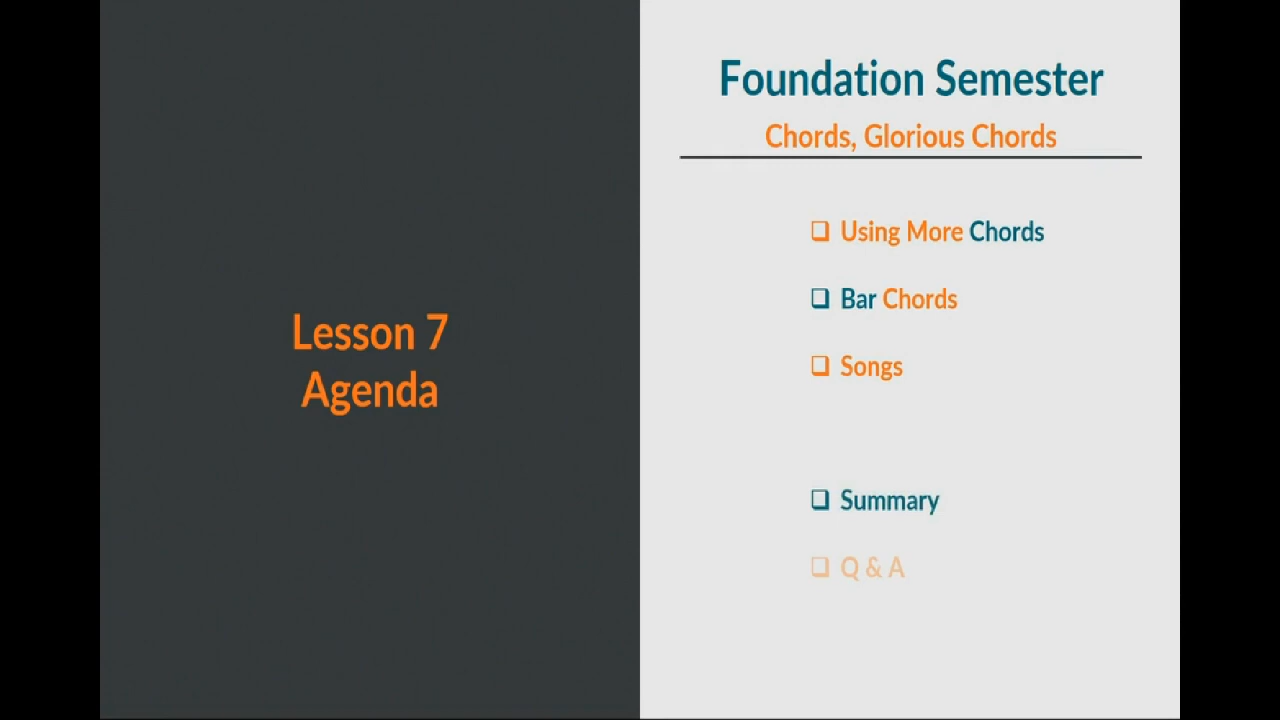 Lesson 7
Agenda
Foundation Semester
Chords, Glorious Chords
Using More Chords
Bar Chords
Songs
Summary
Q & A